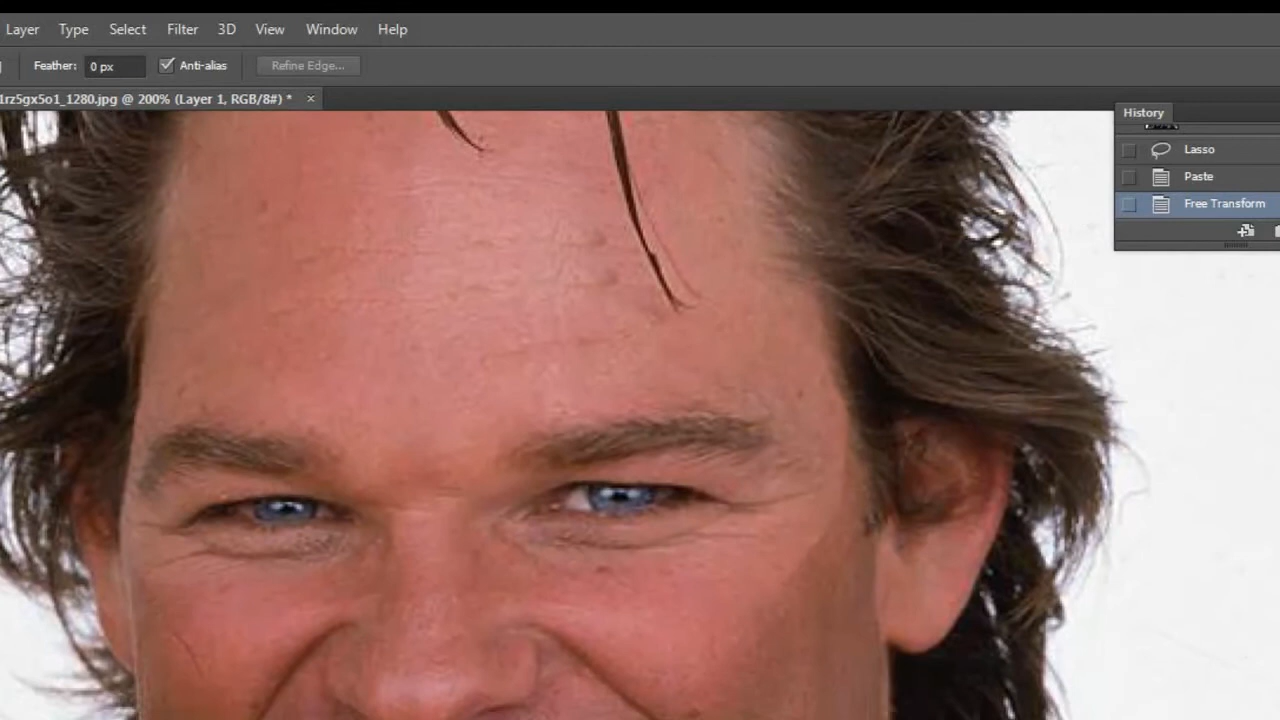 Layer Type Select Filter 3D View Window Help
Feather: 0 px Anti-alias Refine Edge...
1rz5gx5o1_1280.jpg @ 200% (Layer 1, RGB/8#) * ×
History
Lasso
Paste
Free Transform